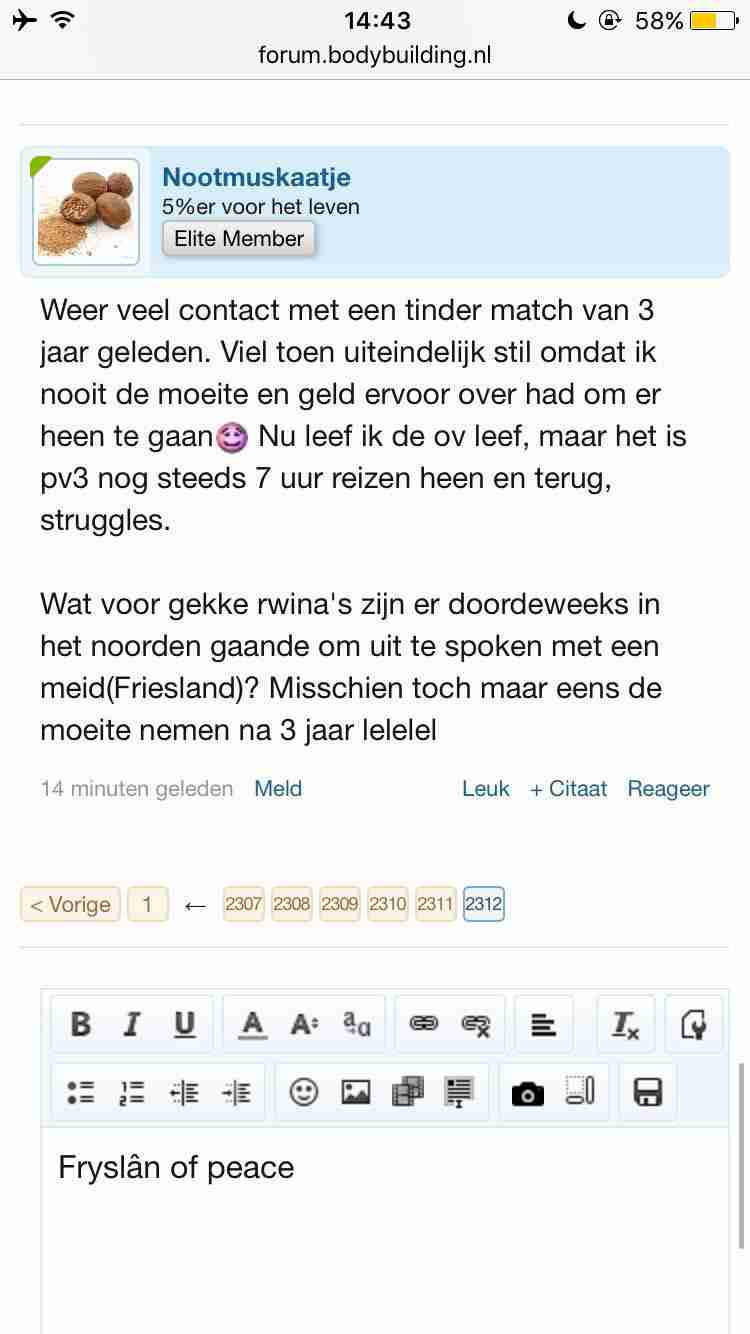 14:43
58%
forum.bodybuilding.nl
Nootmuskaatje
5%er voor het leven
Elite Member
Weer veel contact met een tinder match van 3
jaar geleden. Viel toen uiteindelijk stil omdat ik
nooit de moeite en geld ervoor over had om er
heen te gaan Nu leef ik de ov leef, maar het is
pv3 nog steeds 7 uur reizen heen en terug,
struggles.
Wat voor gekke rwina's zijn er doordeweeks in
het noorden gaande om uit te spoken met een
meid(Friesland)? Misschien toch maar eens de
moeite nemen na 3 jaar lelelel
14 minuten geleden Meld Leuk + Citaat Reageer
< Vorige 1 ← 2307 2308 2309 2310 2311 2312
Fryslân of peace